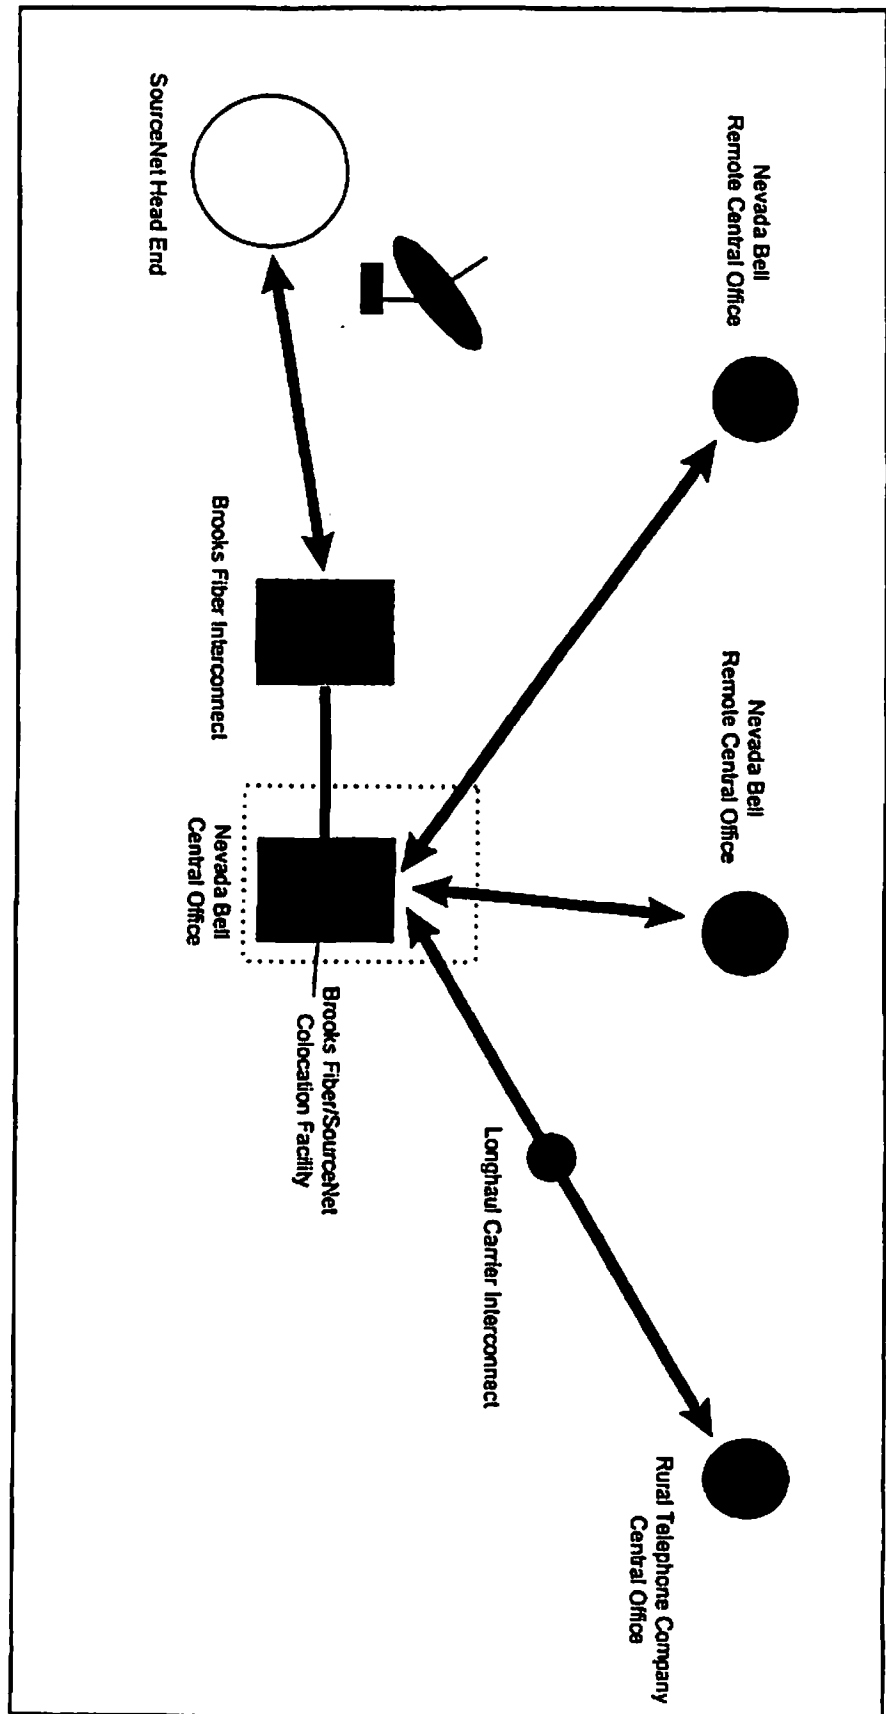 Nevada Bell
Remote Central Office
Nevada Bell
Remote Central Office
Rural Telephone Company
Central Office
Longhaul Carrier Interconnect
Brooks Fiber/SourceNet
Colocation Facility
Nevada Bell
Central Office
Brooks Fiber Interconnect
SourceNet Head End